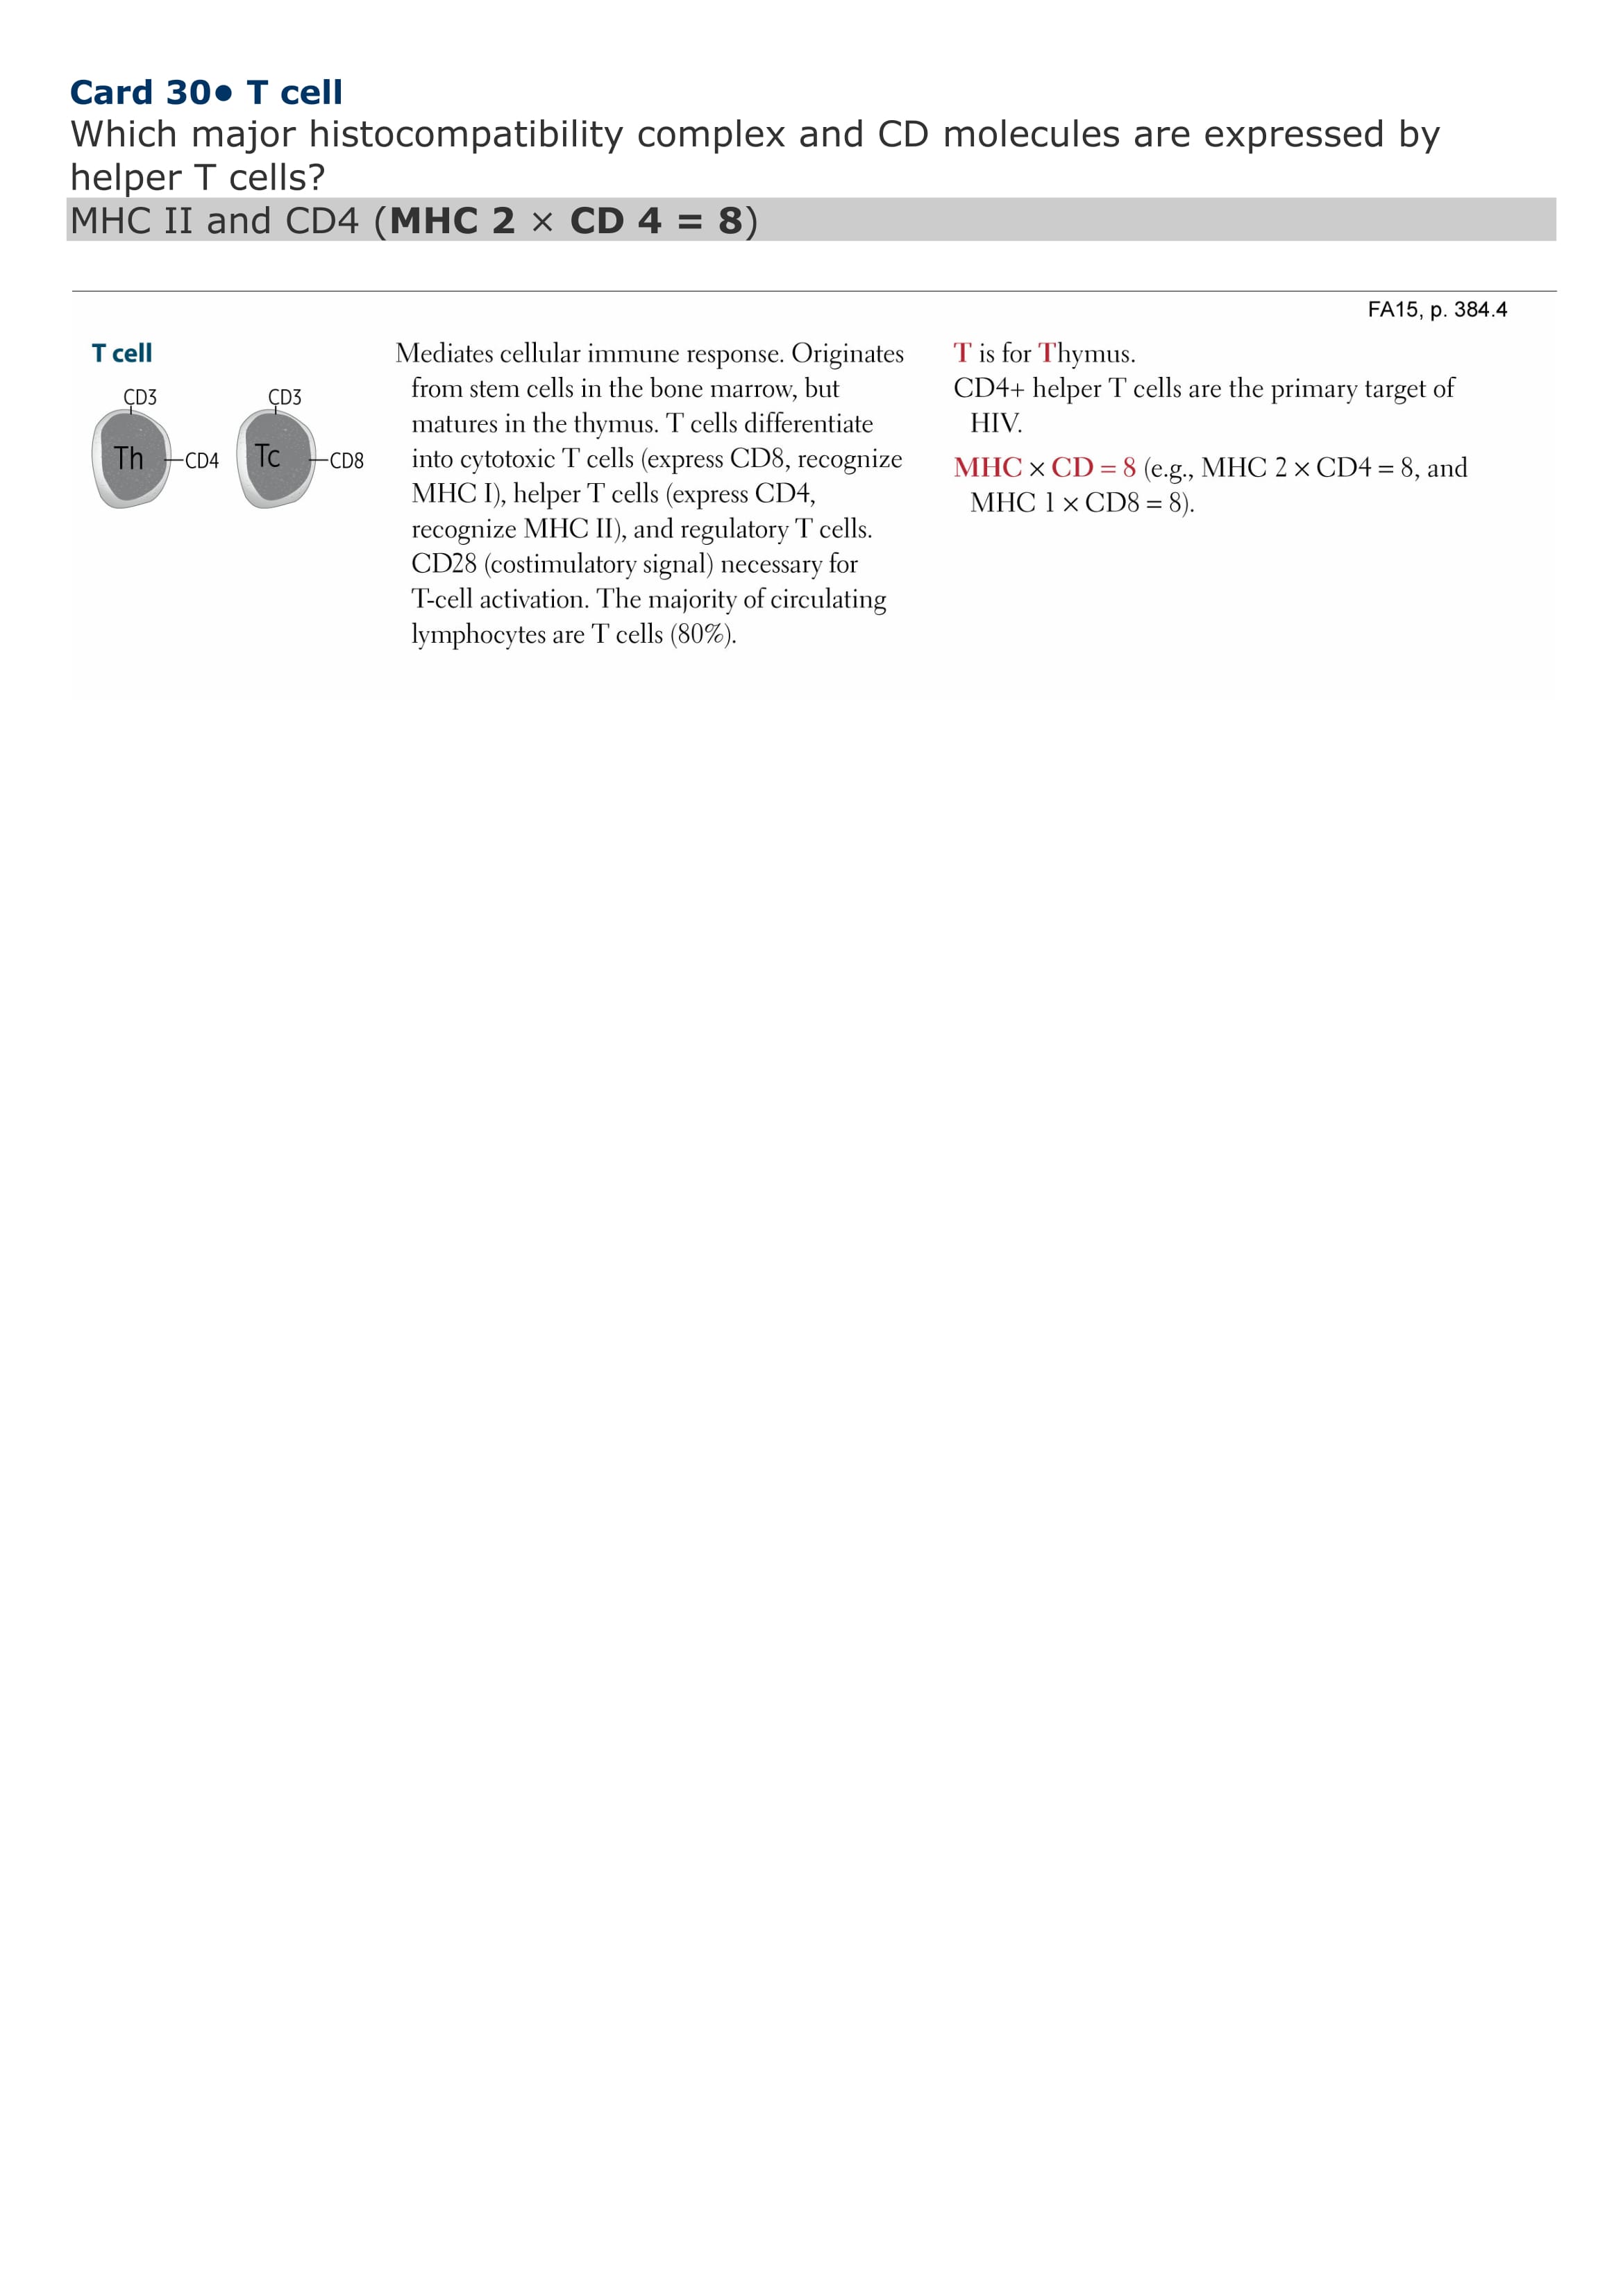 Card 30● T cell
Which major histocompatibility complex and CD molecules are expressed by
helper T cells?
MHC II and CD4 (MHC 2 × CD 4 = 8)
FA15, p. 384.4
T cell
CD3
CD3
Th
CD4
Tc
CD8
Mediates cellular immune response. Originates
from stem cells in the bone marrow, but
matures in the thymus. T cells differentiate
into cytotoxic T cells (express CD8, recognize
MHC I), helper T cells (express CD4,
recognize MHC II), and regulatory T cells.
CD28 (costimulatory signal) necessary for
T-cell activation. The majority of circulating
lymphocytes are T cells (80%).
T is for Thymus.
CD4+ helper T cells are the primary target of
HIV.
MHC × CD = 8 (e.g., MHC 2 × CD4 = 8, and
MHC 1 × CD8 = 8).